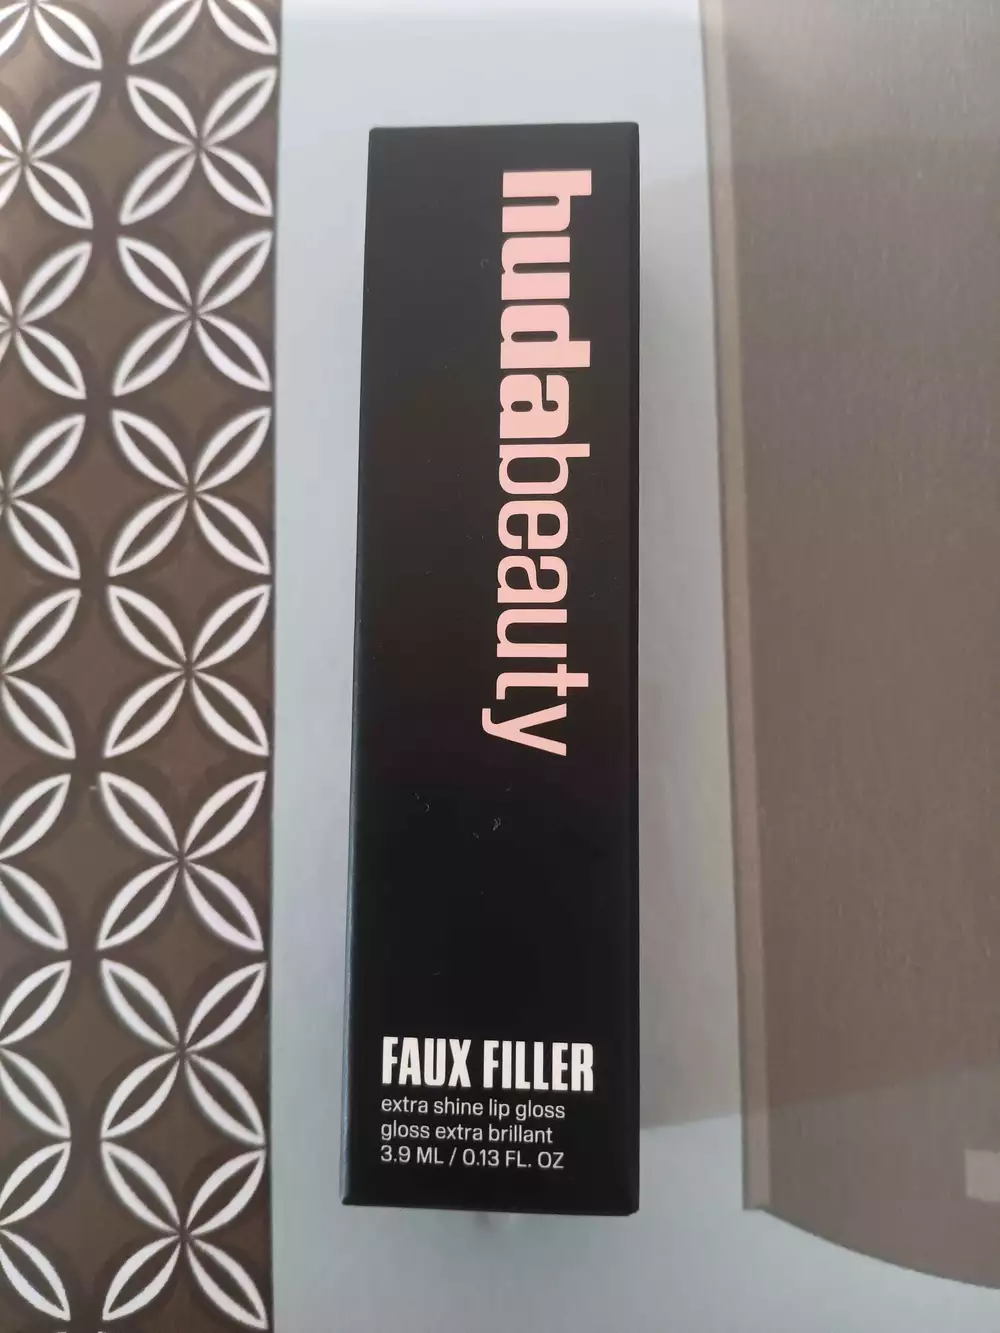 hudabeauty
FAUX FILLER
extra shine lip gloss
gloss extra brillant
3.9 ML / 0.13 FL. OZ